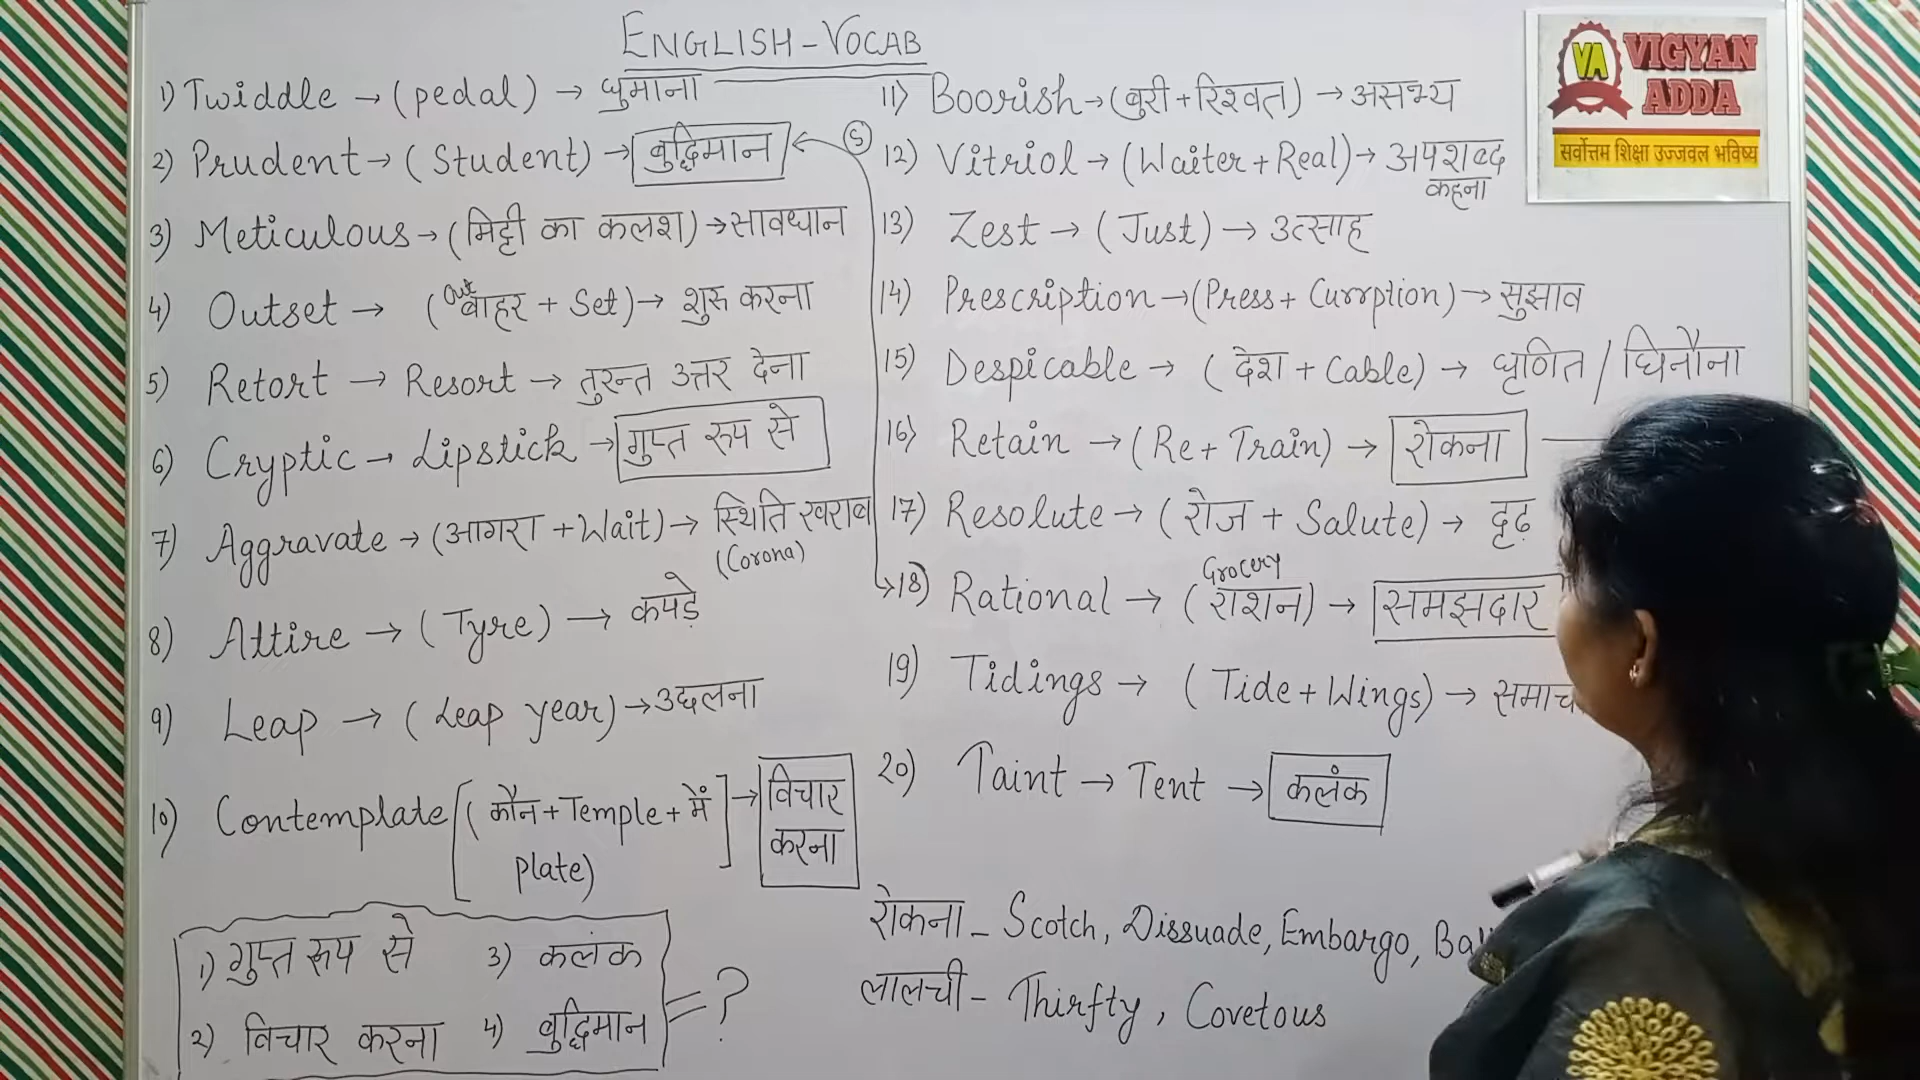 ENGLISH-VOCAB
1) Twiddle → (pedal) → घुमाना
2) Prudent → (Student) → बुद्धिमान
3) Meticulous → (मिट्टी का कलश) → सावधान
4) Outset → (Out बाहर + Set) → शुरु करना
5) Retort → Resort → तुरन्त उत्तर देना
6) Cryptic → Lipstick → गुप्त रूप से
7) Aggravate → (आगरा + Wait) → स्थिति खराब
(Corona)
8) Attire → (Tyre) → कपड़े
9) Leap → (Leap year) → उछलना
10) Contemplate [(कौन + Temple + में plate)] → विचार करना
1) गुप्त रूप से 3) कलंक
2) विचार करना 4) बुद्धिमान
= ?
11) Boorish → (बुरी + रिश्वत) → असभ्य
S
12) Vitriol → (Waiter + Real) → अपशब्द
कहना
13) Zest → (Just) → उत्साह
14) Prescription → (Press + Currption) → सुझाव
15) Despicable → (देश + Cable) → घृणित / घिनौना
16) Retain → (Re + Train) → रोकना
17) Resolute → (रोज + Salute) → दृढ़
Grocery
18) Rational → (राशन) → समझदार
19) Tidings → (Tide + Wings) →
20) Taint → Tent → कलंक
रोकना - Scotch, Dissuade, Embargo,
लालची - Thirfty, Covetous
VA
VIGYAN
ADDA
सर्वोत्तम शिक्षा उज्जवल भविष्य